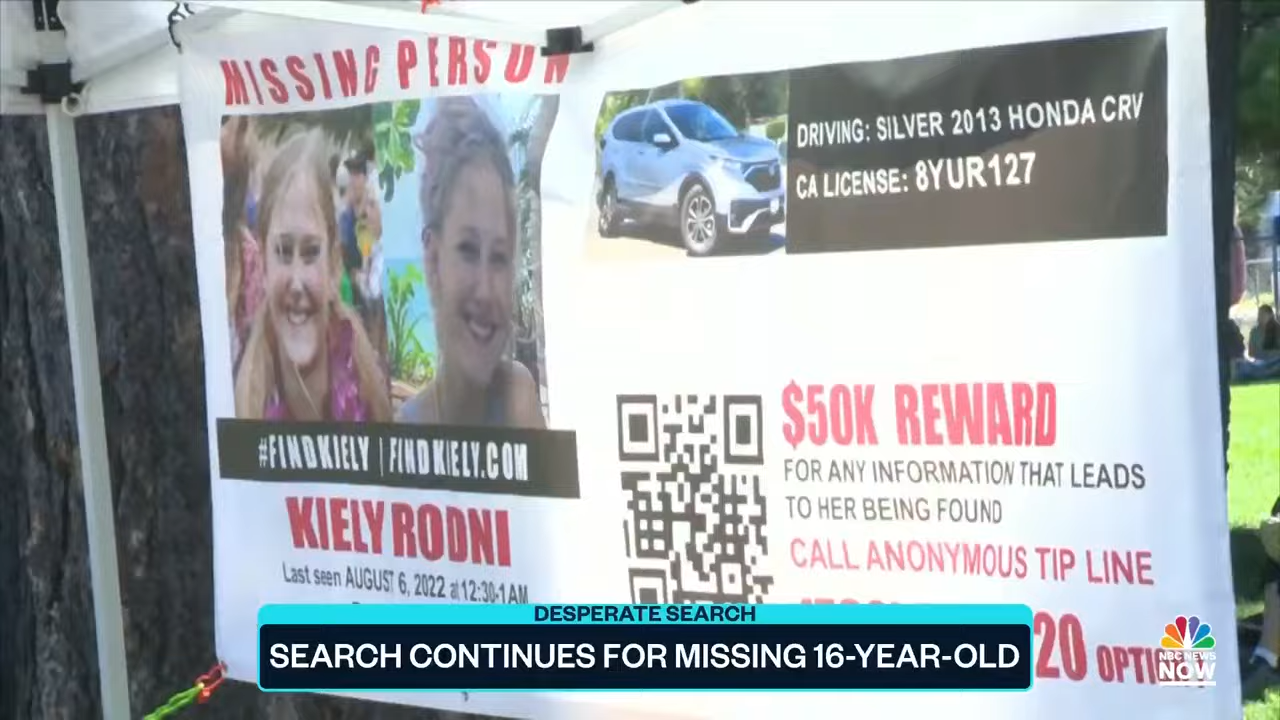 MISSING PERSON
DRIVING: SILVER 2013 HONDA CRV
CA LICENSE: 8YUR127
#FINDKIELY | FINDKIELY.COM
KIELY RODNI
Last seen AUGUST 6, 2022 at 12:30-1AM
$50K REWARD
FOR ANY INFORMATION THAT LEADS
TO HER BEING FOUND
CALL ANONYMOUS TIP LINE
20
DESPERATE SEARCH
SEARCH CONTINUES FOR MISSING 16-YEAR-OLD
NBC NEWS
NOW